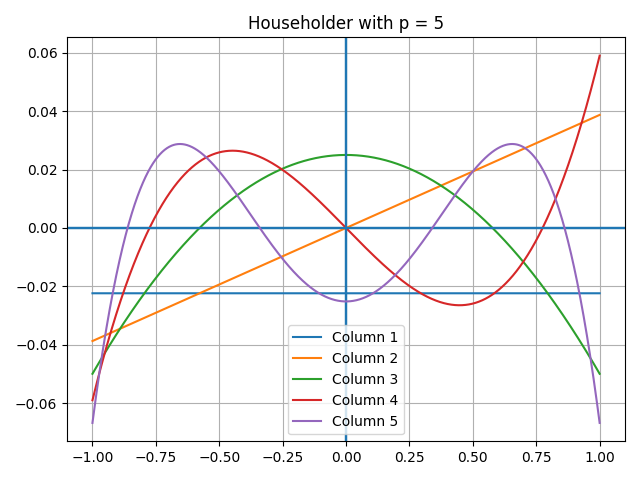 Householder with p = 5
0.06
0.04
0.02
0.00
−0.02
−0.04
−0.06
−1.00 −0.75 −0.50 −0.25 0.00 0.25 0.50 0.75 1.00
Column 1
Column 2
Column 3
Column 4
Column 5